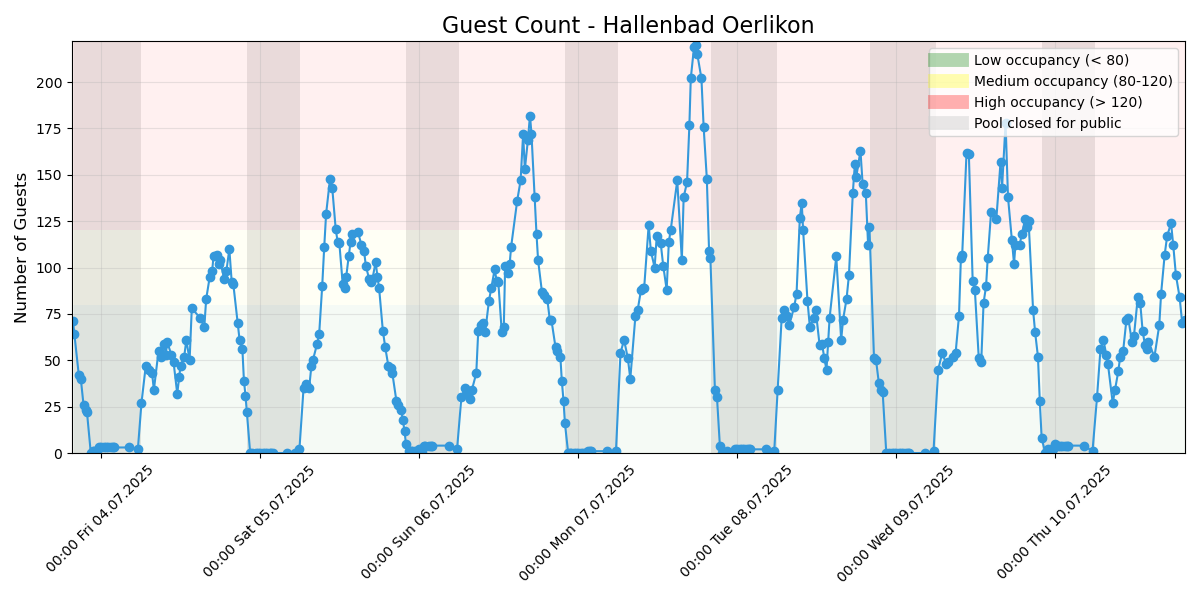 Guest Count - Hallenbad Oerlikon
Number of Guests
200
175
150
125
100
75
50
25
0
Low occupancy (< 80)
Medium occupancy (80-120)
High occupancy (> 120)
Pool closed for public
00:00 Fri 04.07.2025
00:00 Sat 05.07.2025
00:00 Sun 06.07.2025
00:00 Mon 07.07.2025
00:00 Tue 08.07.2025
00:00 Wed 09.07.2025
00:00 Thu 10.07.2025